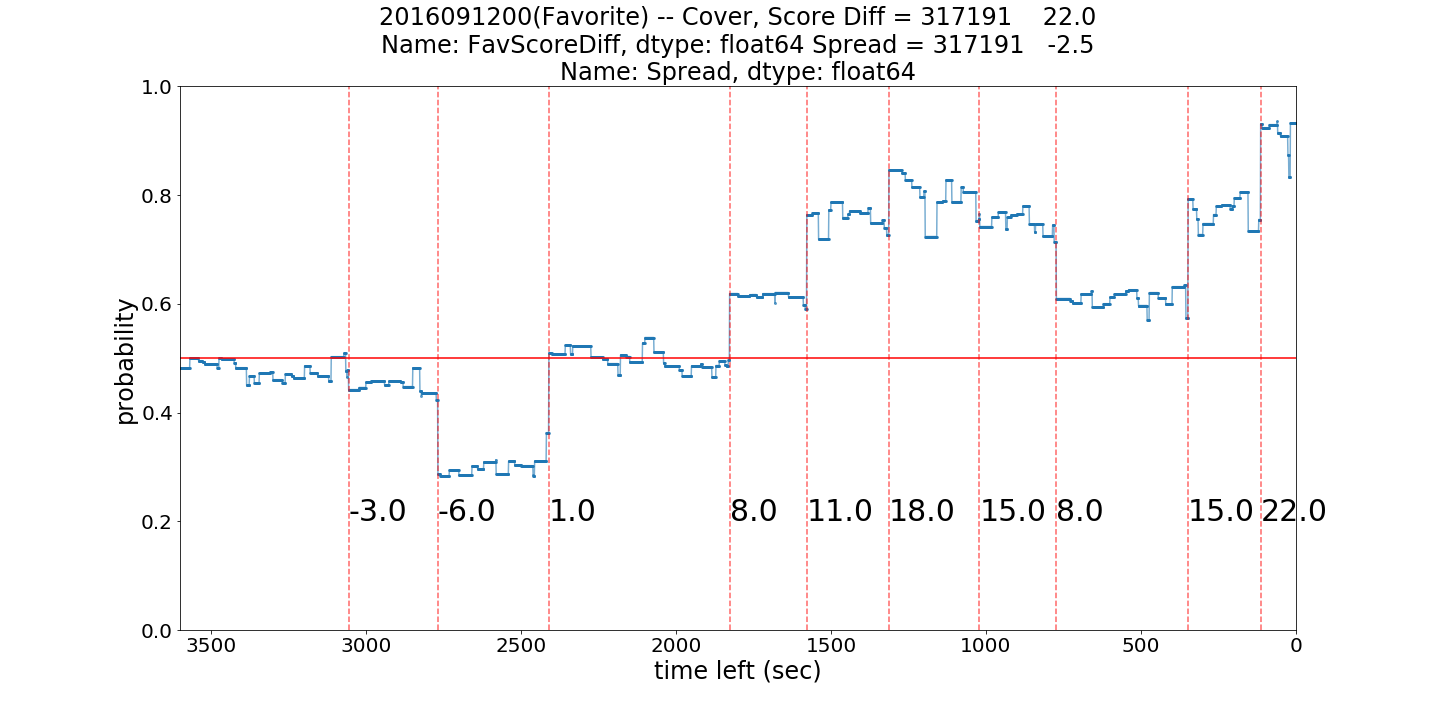 2016091200(Favorite) -- Cover, Score Diff = 317191    22.0
Name: FavScoreDiff, dtype: float64 Spread = 317191   -2.5
Name: Spread, dtype: float64
1.0
0.8
0.6
0.4
0.2
0.0
probability
-3.0 -6.0 1.0 8.0 11.0 18.0 15.0 8.0 15.0 22.0
3500 3000 2500 2000 1500 1000 500 0
time left (sec)